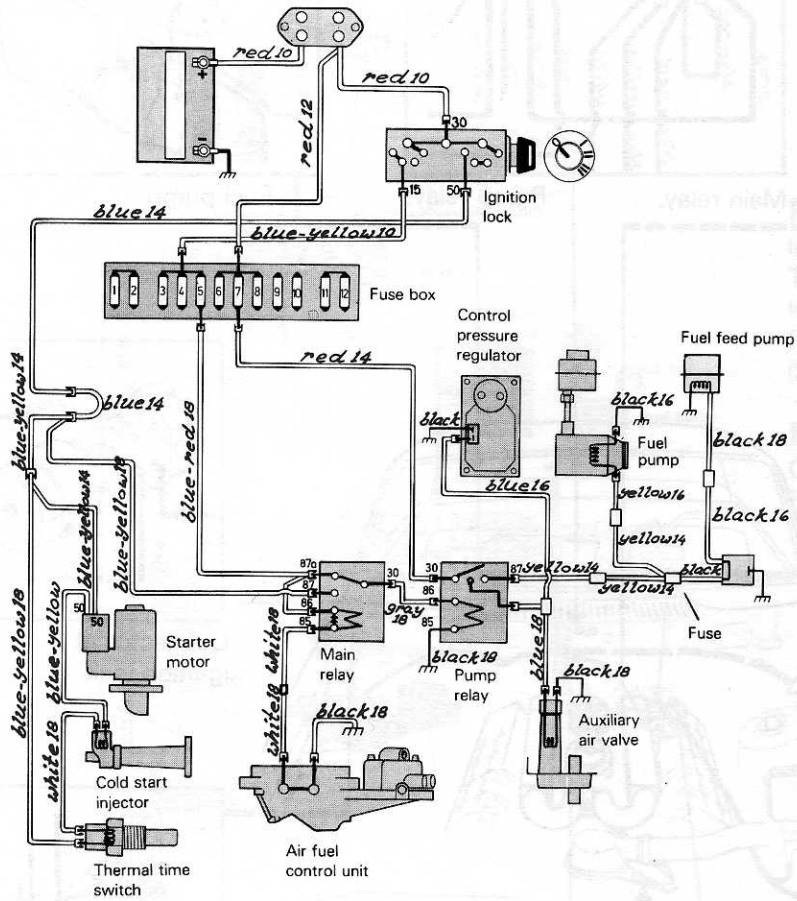 red 10
red 10
red 12
+
−
30
15
50
Ignition
lock
blue 14
blue-yellow 10
1 2 3 4 5 6 7 8 9 10 11 12
Fuse box
Control
pressure
regulator
Fuel feed pump
red 14
blue-yellow 14
blue 14
black 16
black
Fuel
pump
black 18
blue-red 18
blue 16
yellow 16
blue-yellow 14
blue-yellow 18
black 16
yellow 14
87a
87
86
85
30
gray
18
30
86
85
87
yellow 14
yellow 14
black
Fuse
50
50
Starter
motor
blue-yellow
blue-yellow 18
white 18
Main
relay
black 18
Pump
relay
blue 18
black 18
Auxiliary
air valve
white 18
black 18
white 18
Cold start
injector
Air fuel
control unit
Thermal time
switch
Main relay.